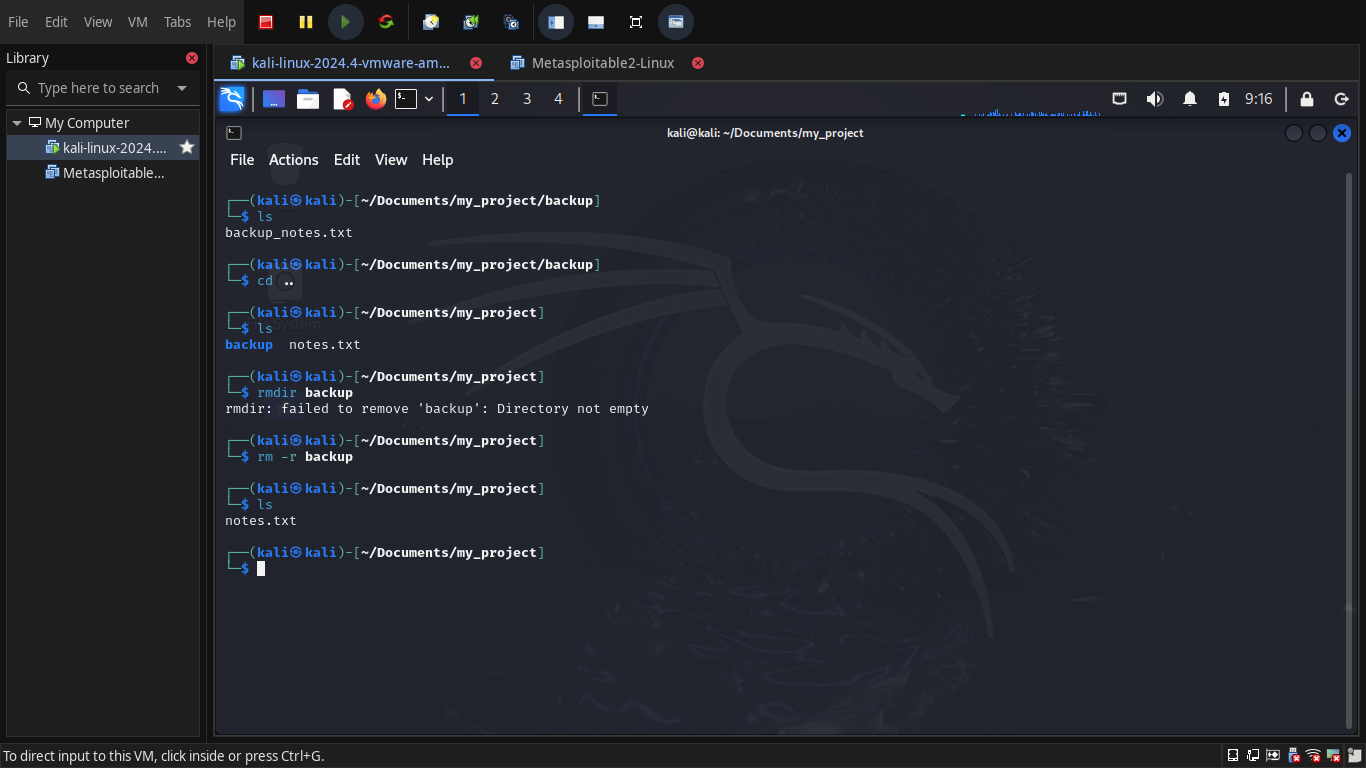 File Edit View VM Tabs Help
Library
kali-linux-2024.4-vmware-am... Metasploitable2-Linux
Type here to search
1 2 3 4 9:16
My Computer
kali-linux-2024....
Metasploitable...
kali@kali: ~/Documents/my_project
File Actions Edit View Help
┌──(kali㉿kali)-[~/Documents/my_project/backup]
└─$ ls
backup_notes.txt
┌──(kali㉿kali)-[~/Documents/my_project/backup]
└─$ cd ..
┌──(kali㉿kali)-[~/Documents/my_project]
└─$ ls
backup  notes.txt
┌──(kali㉿kali)-[~/Documents/my_project]
└─$ rmdir backup
rmdir: failed to remove 'backup': Directory not empty
┌──(kali㉿kali)-[~/Documents/my_project]
└─$ rm -r backup
┌──(kali㉿kali)-[~/Documents/my_project]
└─$ ls
notes.txt
┌──(kali㉿kali)-[~/Documents/my_project]
└─$
To direct input to this VM, click inside or press Ctrl+G.